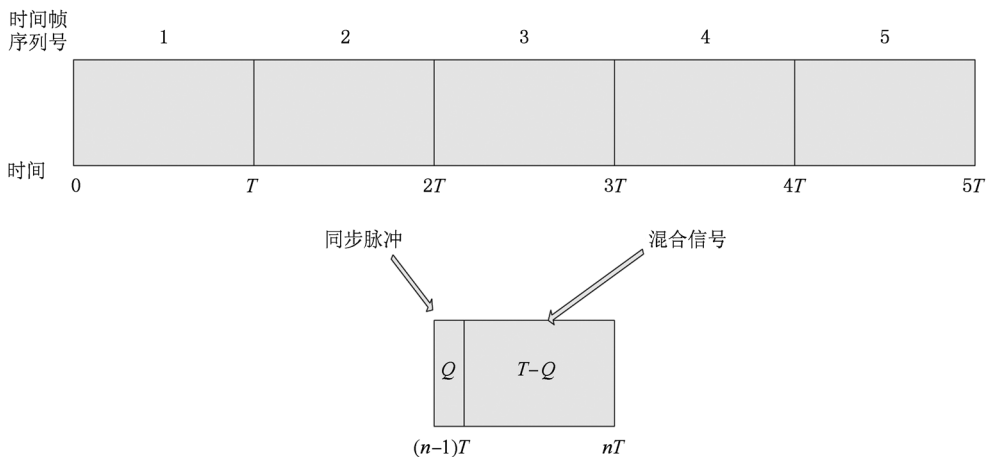 时间帧
序列号
1 2 3 4 5
时间
0 T 2T 3T 4T 5T
同步脉冲 混合信号
Q T–Q
(n–1)T nT